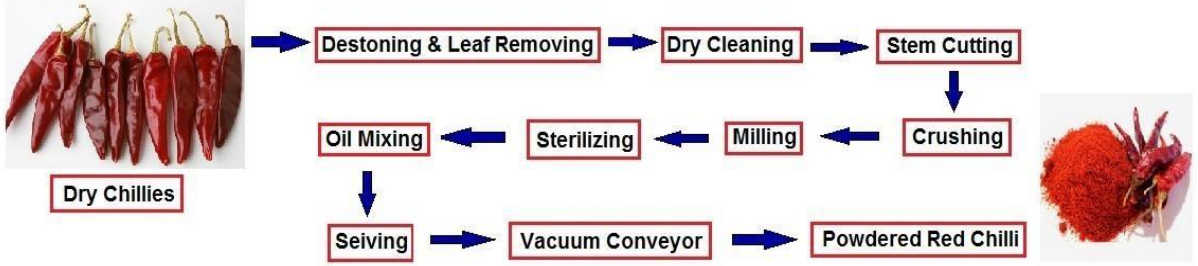 Dry Chillies
Destoning & Leaf Removing
Dry Cleaning
Stem Cutting
Crushing
Milling
Sterilizing
Oil Mixing
Seiving
Vacuum Conveyor
Powdered Red Chilli